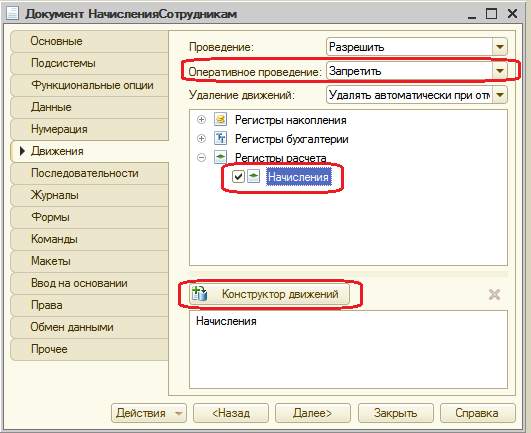 Документ НачисленияСотрудникам
Основные
Подсистемы
Функциональные опции
Данные
Нумерация
Движения
Последовательности
Журналы
Формы
Команды
Макеты
Ввод на основании
Права
Обмен данными
Прочее
Проведение: Разрешить
Оперативное проведение: Запретить
Удаление движений: Удалять автоматически при отм
Регистры накопления
Регистры бухгалтерии
Регистры расчета
Начисления
Конструктор движений
Начисления
Действия <Назад Далее> Закрыть Справка